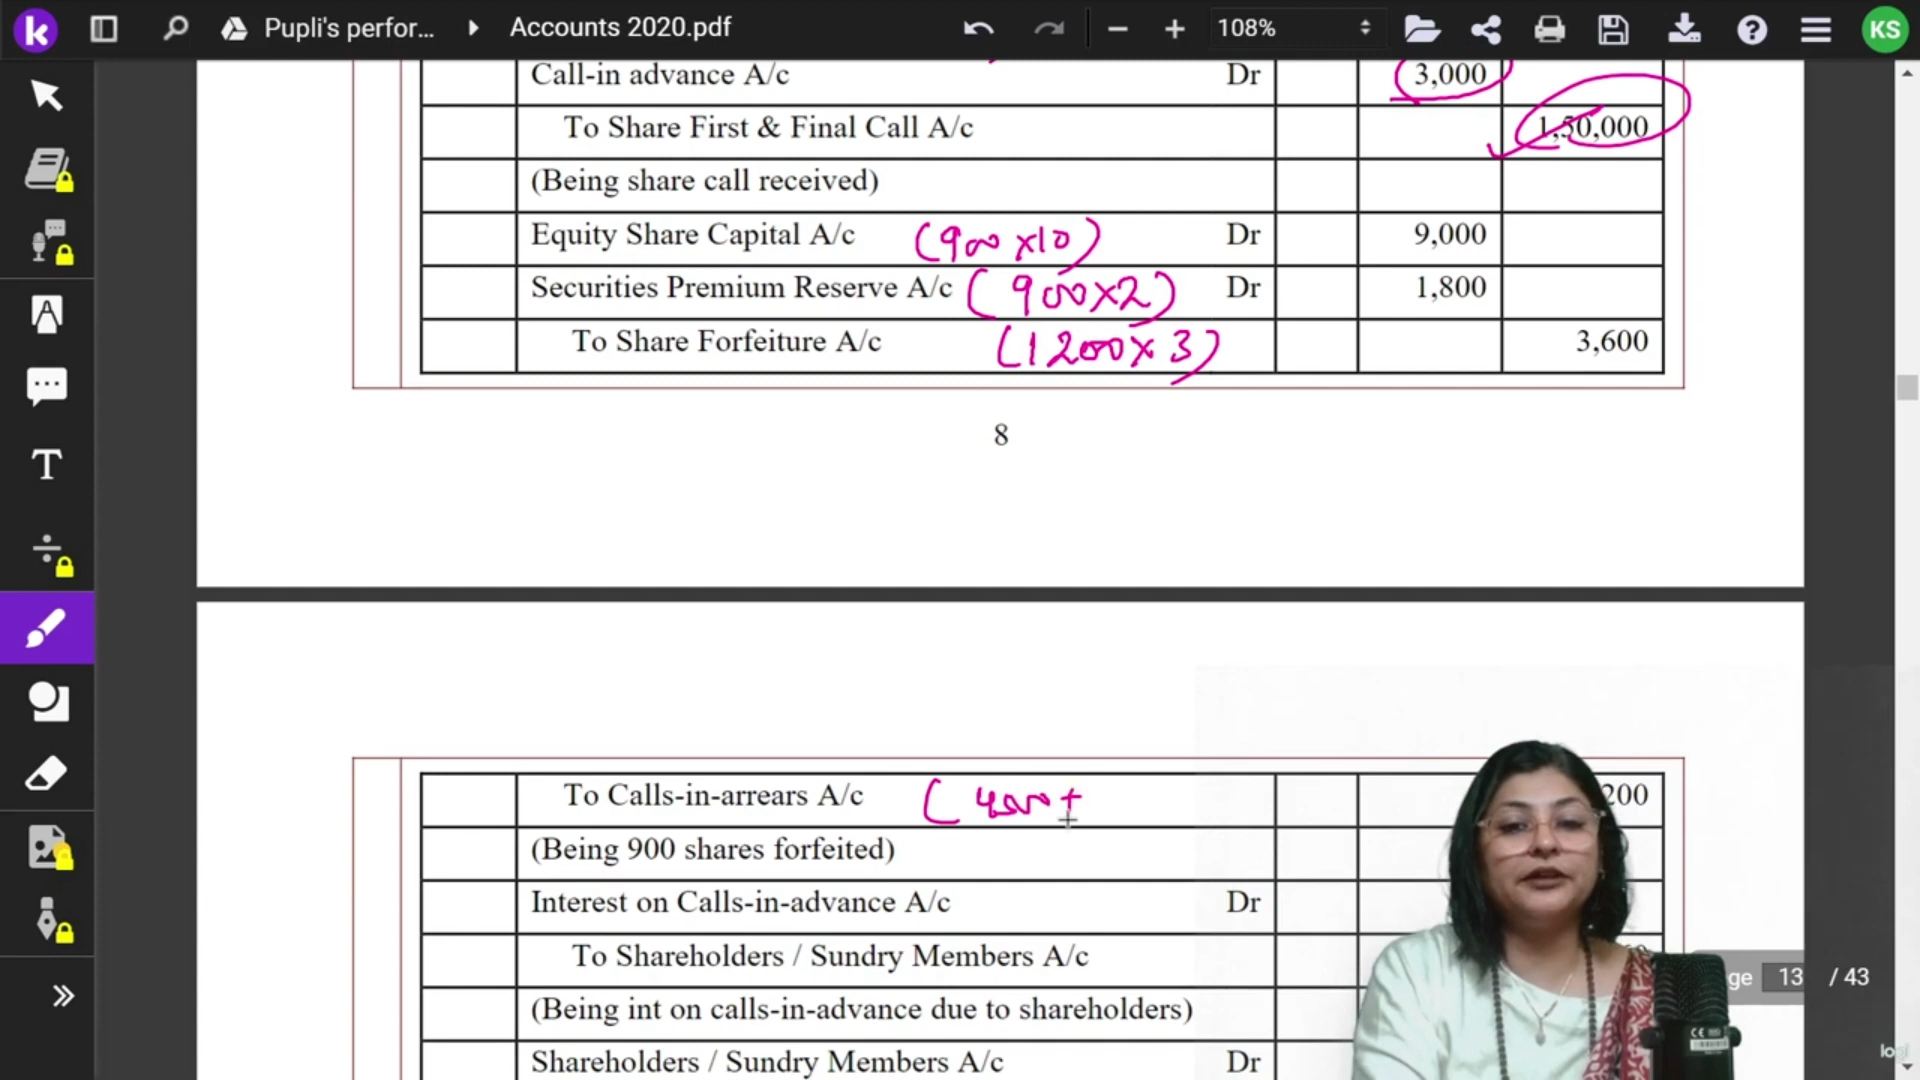 k Pupli's perfor... Accounts 2020.pdf 108% KS
Call-in advance A/c Dr 3,000
To Share First & Final Call A/c 1,50,000
(Being share call received)
Equity Share Capital A/c (900 x10) Dr 9,000
Securities Premium Reserve A/c (900x2) Dr 1,800
To Share Forfeiture A/c (1200x3) 3,600
8
To Calls-in-arrears A/c ( + 200
(Being 900 shares forfeited)
Interest on Calls-in-advance A/c Dr
To Shareholders / Sundry Members A/c
ge 13 / 43
(Being int on calls-in-advance due to shareholders)
Shareholders / Sundry Members A/c Dr